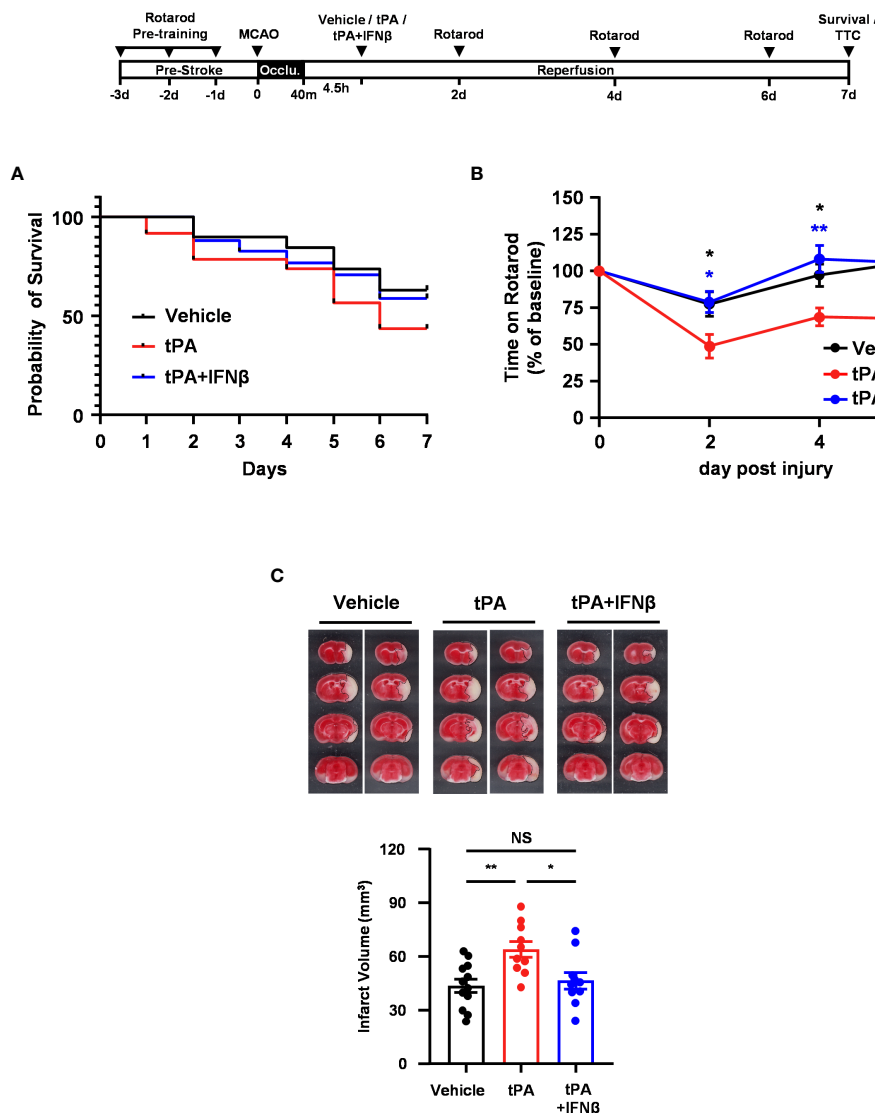 Rotarod
Pre-training
MCAO
Vehicle / tPA /
tPA+IFNβ
Rotarod
Rotarod
Rotarod
Survival /
TTC
Pre-Stroke
Occlu.
Reperfusion
-3d
-2d
-1d
0
40m
4.5h
2d
4d
6d
7d
A
Probability of Survival
100
50
0
Vehicle
tPA
tPA+IFNβ
0 1 2 3 4 5 6 7
Days
B
Time on Rotarod
(% of baseline)
150
125
100
75
50
25
0
*
*
*
**
Ve
tPA
tPA
0 2 4
day post injury
C
Vehicle
tPA
tPA+IFNβ
Infarct Volume (mm³)
120
90
60
30
0
NS
**
*
Vehicle
tPA
tPA
+IFNβ